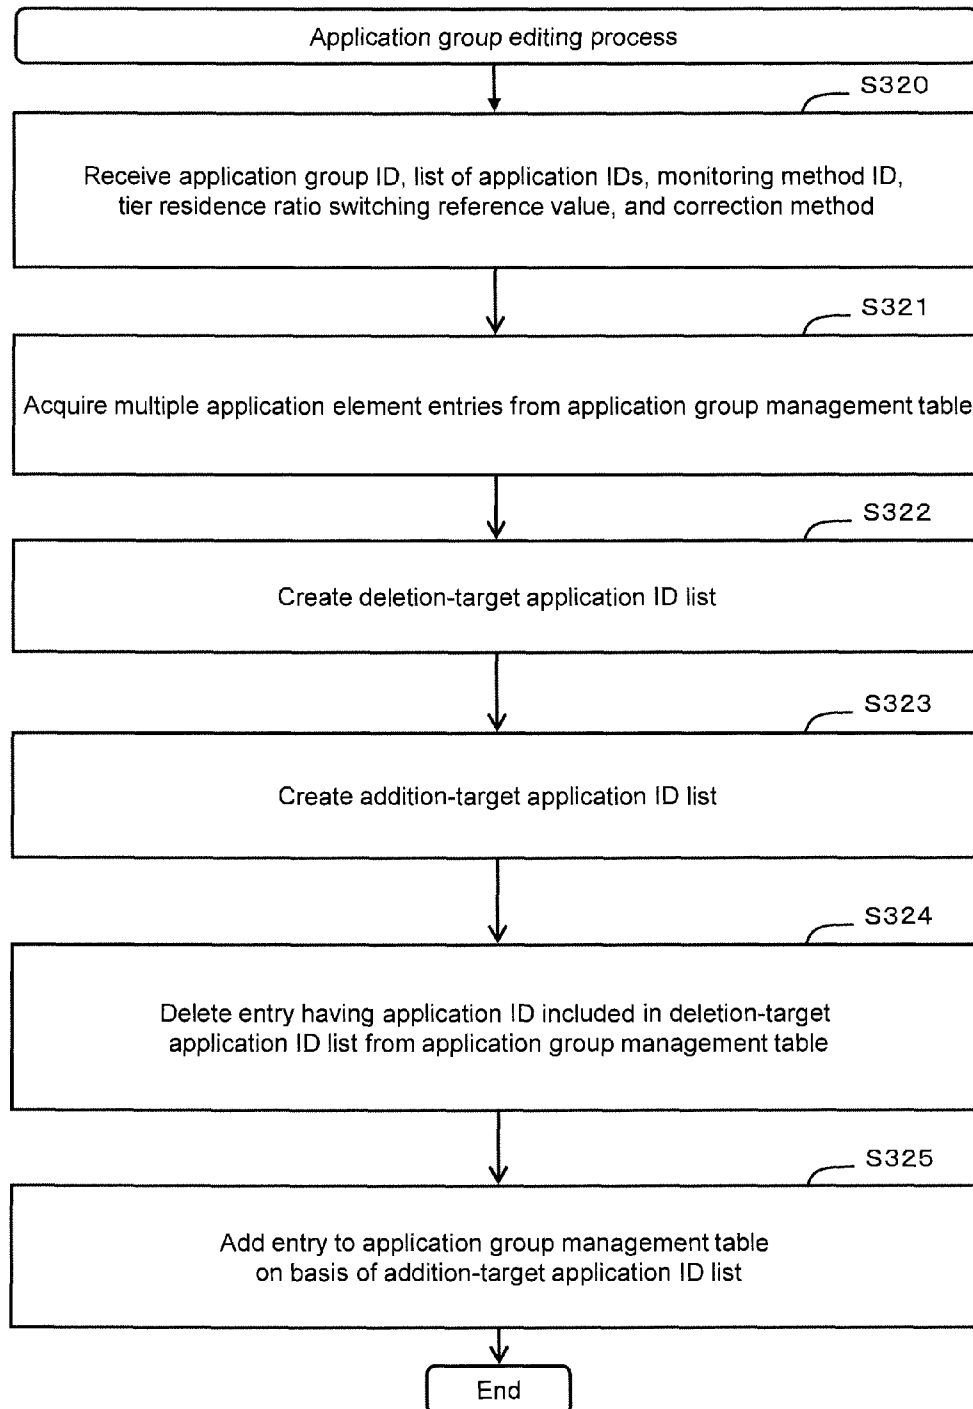 Application group editing process
S320
Receive application group ID, list of application IDs, monitoring method ID,
tier residence ratio switching reference value, and correction method
S321
Acquire multiple application element entries from application group management table
S322
Create deletion-target application ID list
S323
Create addition-target application ID list
S324
Delete entry having application ID included in deletion-target
application ID list from application group management table
S325
Add entry to application group management table
on basis of addition-target application ID list
End